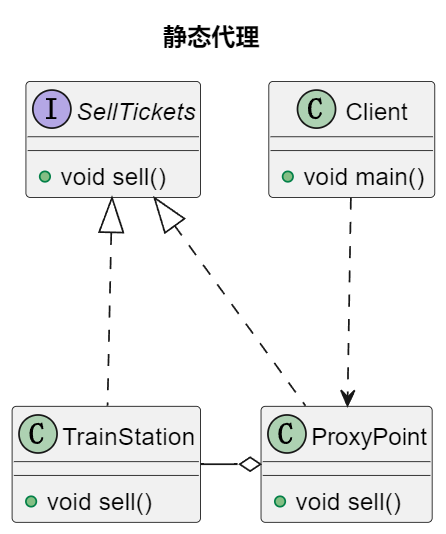 静态代理
I SellTickets
void sell()
C Client
void main()
C TrainStation
void sell()
C ProxyPoint
void sell()